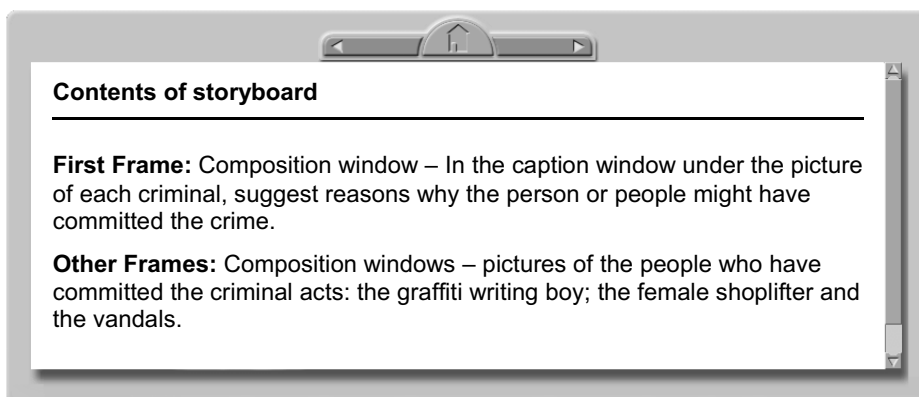 Contents of storyboard
First Frame: Composition window – In the caption window under the picture
of each criminal, suggest reasons why the person or people might have
committed the crime.
Other Frames: Composition windows – pictures of the people who have
committed the criminal acts: the graffiti writing boy; the female shoplifter and
the vandals.